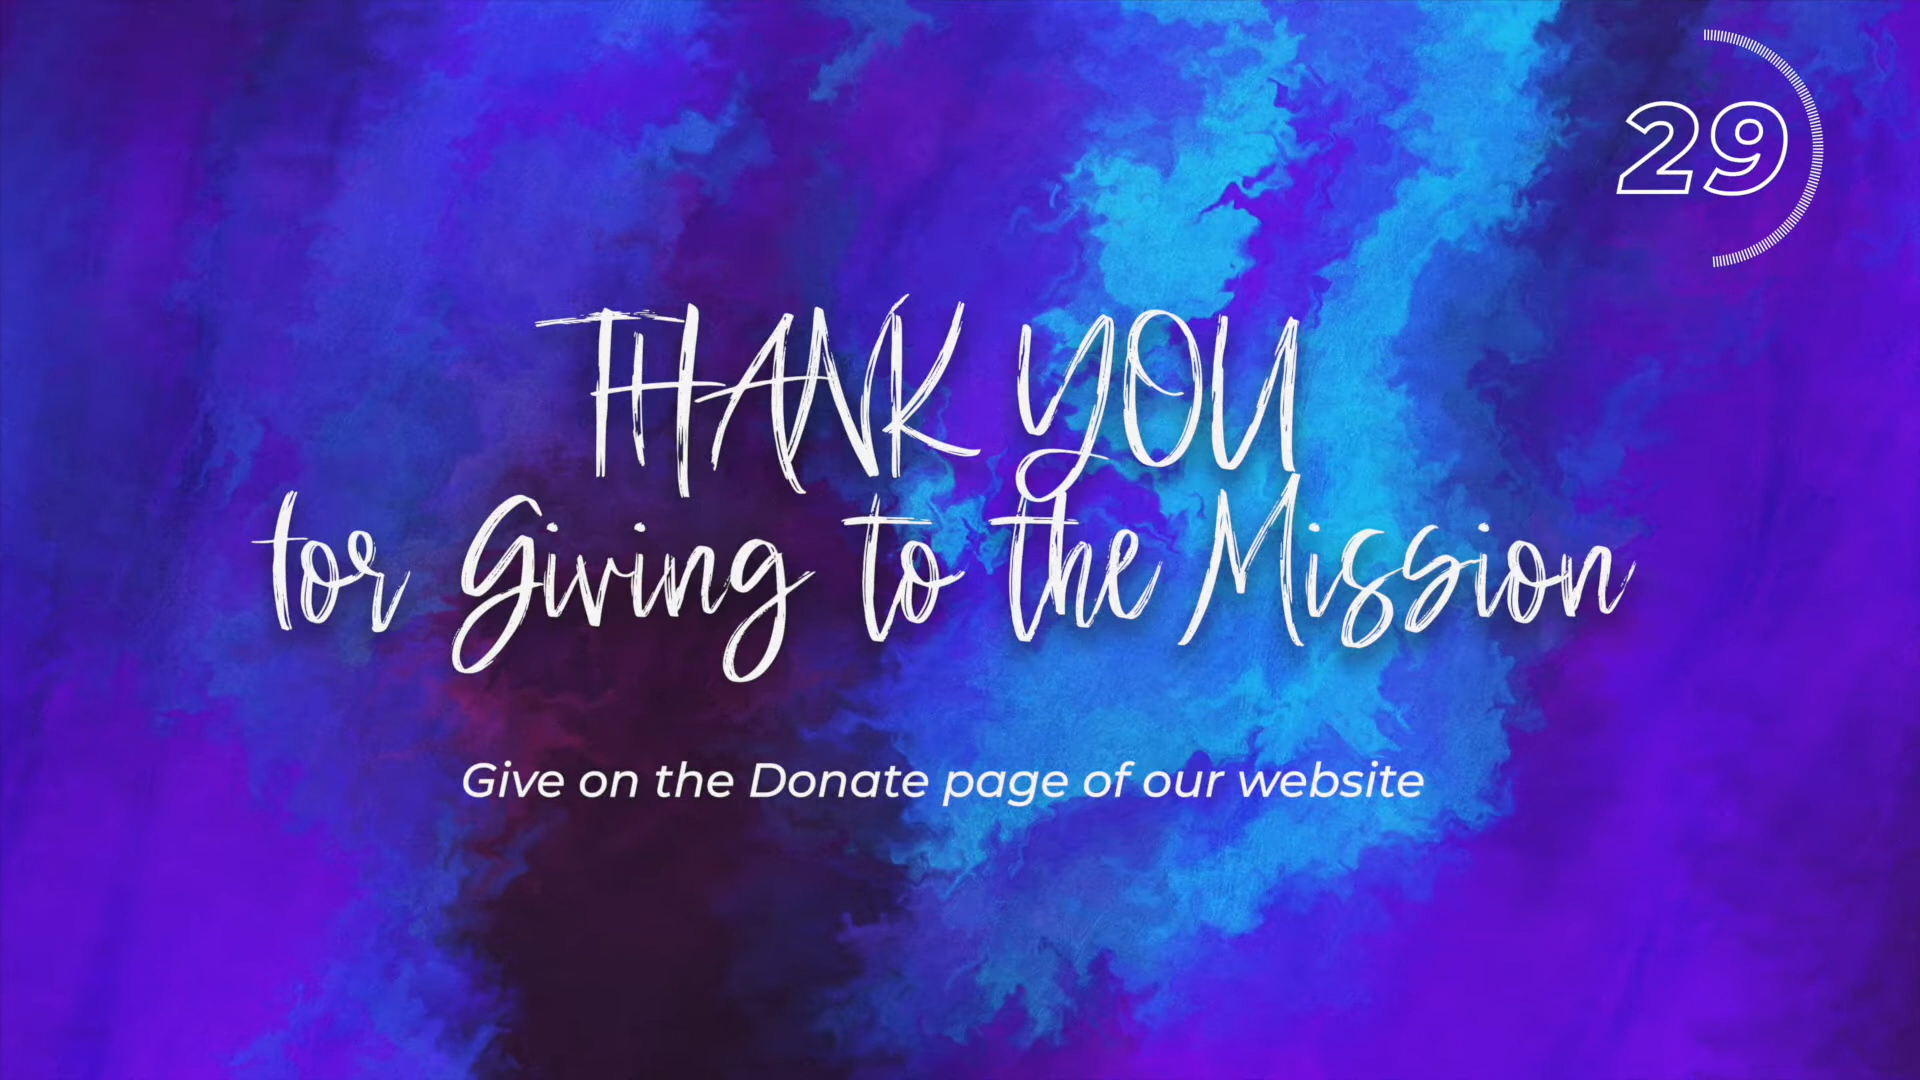 29
THANK YOU
for Giving to the Mission
Give on the Donate page of our website